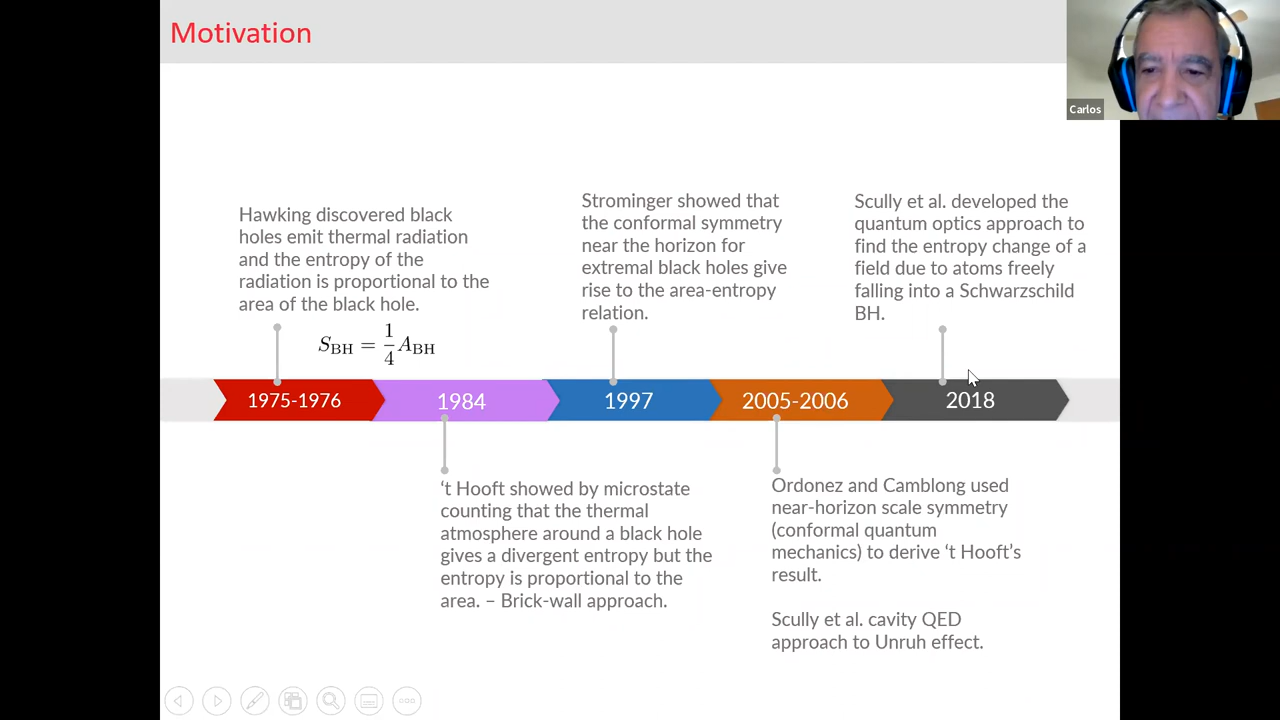 Motivation
Carlos
Hawking discovered black
holes emit thermal radiation
and the entropy of the
radiation is proportional to the
area of the black hole.
S_BH = 1/4 A_BH
Strominger showed that
the conformal symmetry
near the horizon for
extremal black holes give
rise to the area-entropy
relation.
Scully et al. developed the
quantum optics approach to
find the entropy change of a
field due to atoms freely
falling into a Schwarzschild
BH.
1975-1976
1984
1997
2005-2006
2018
‘t Hooft showed by microstate
counting that the thermal
atmosphere around a black hole
gives a divergent entropy but the
entropy is proportional to the
area. – Brick-wall approach.
Ordonez and Camblong used
near-horizon scale symmetry
(conformal quantum
mechanics) to derive ‘t Hooft’s
result.
Scully et al. cavity QED
approach to Unruh effect.